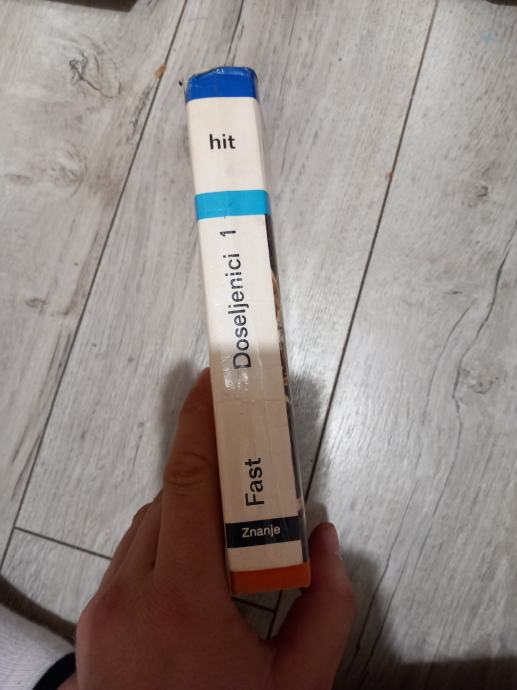 hit
Fast Doseljenici 1
Znanje